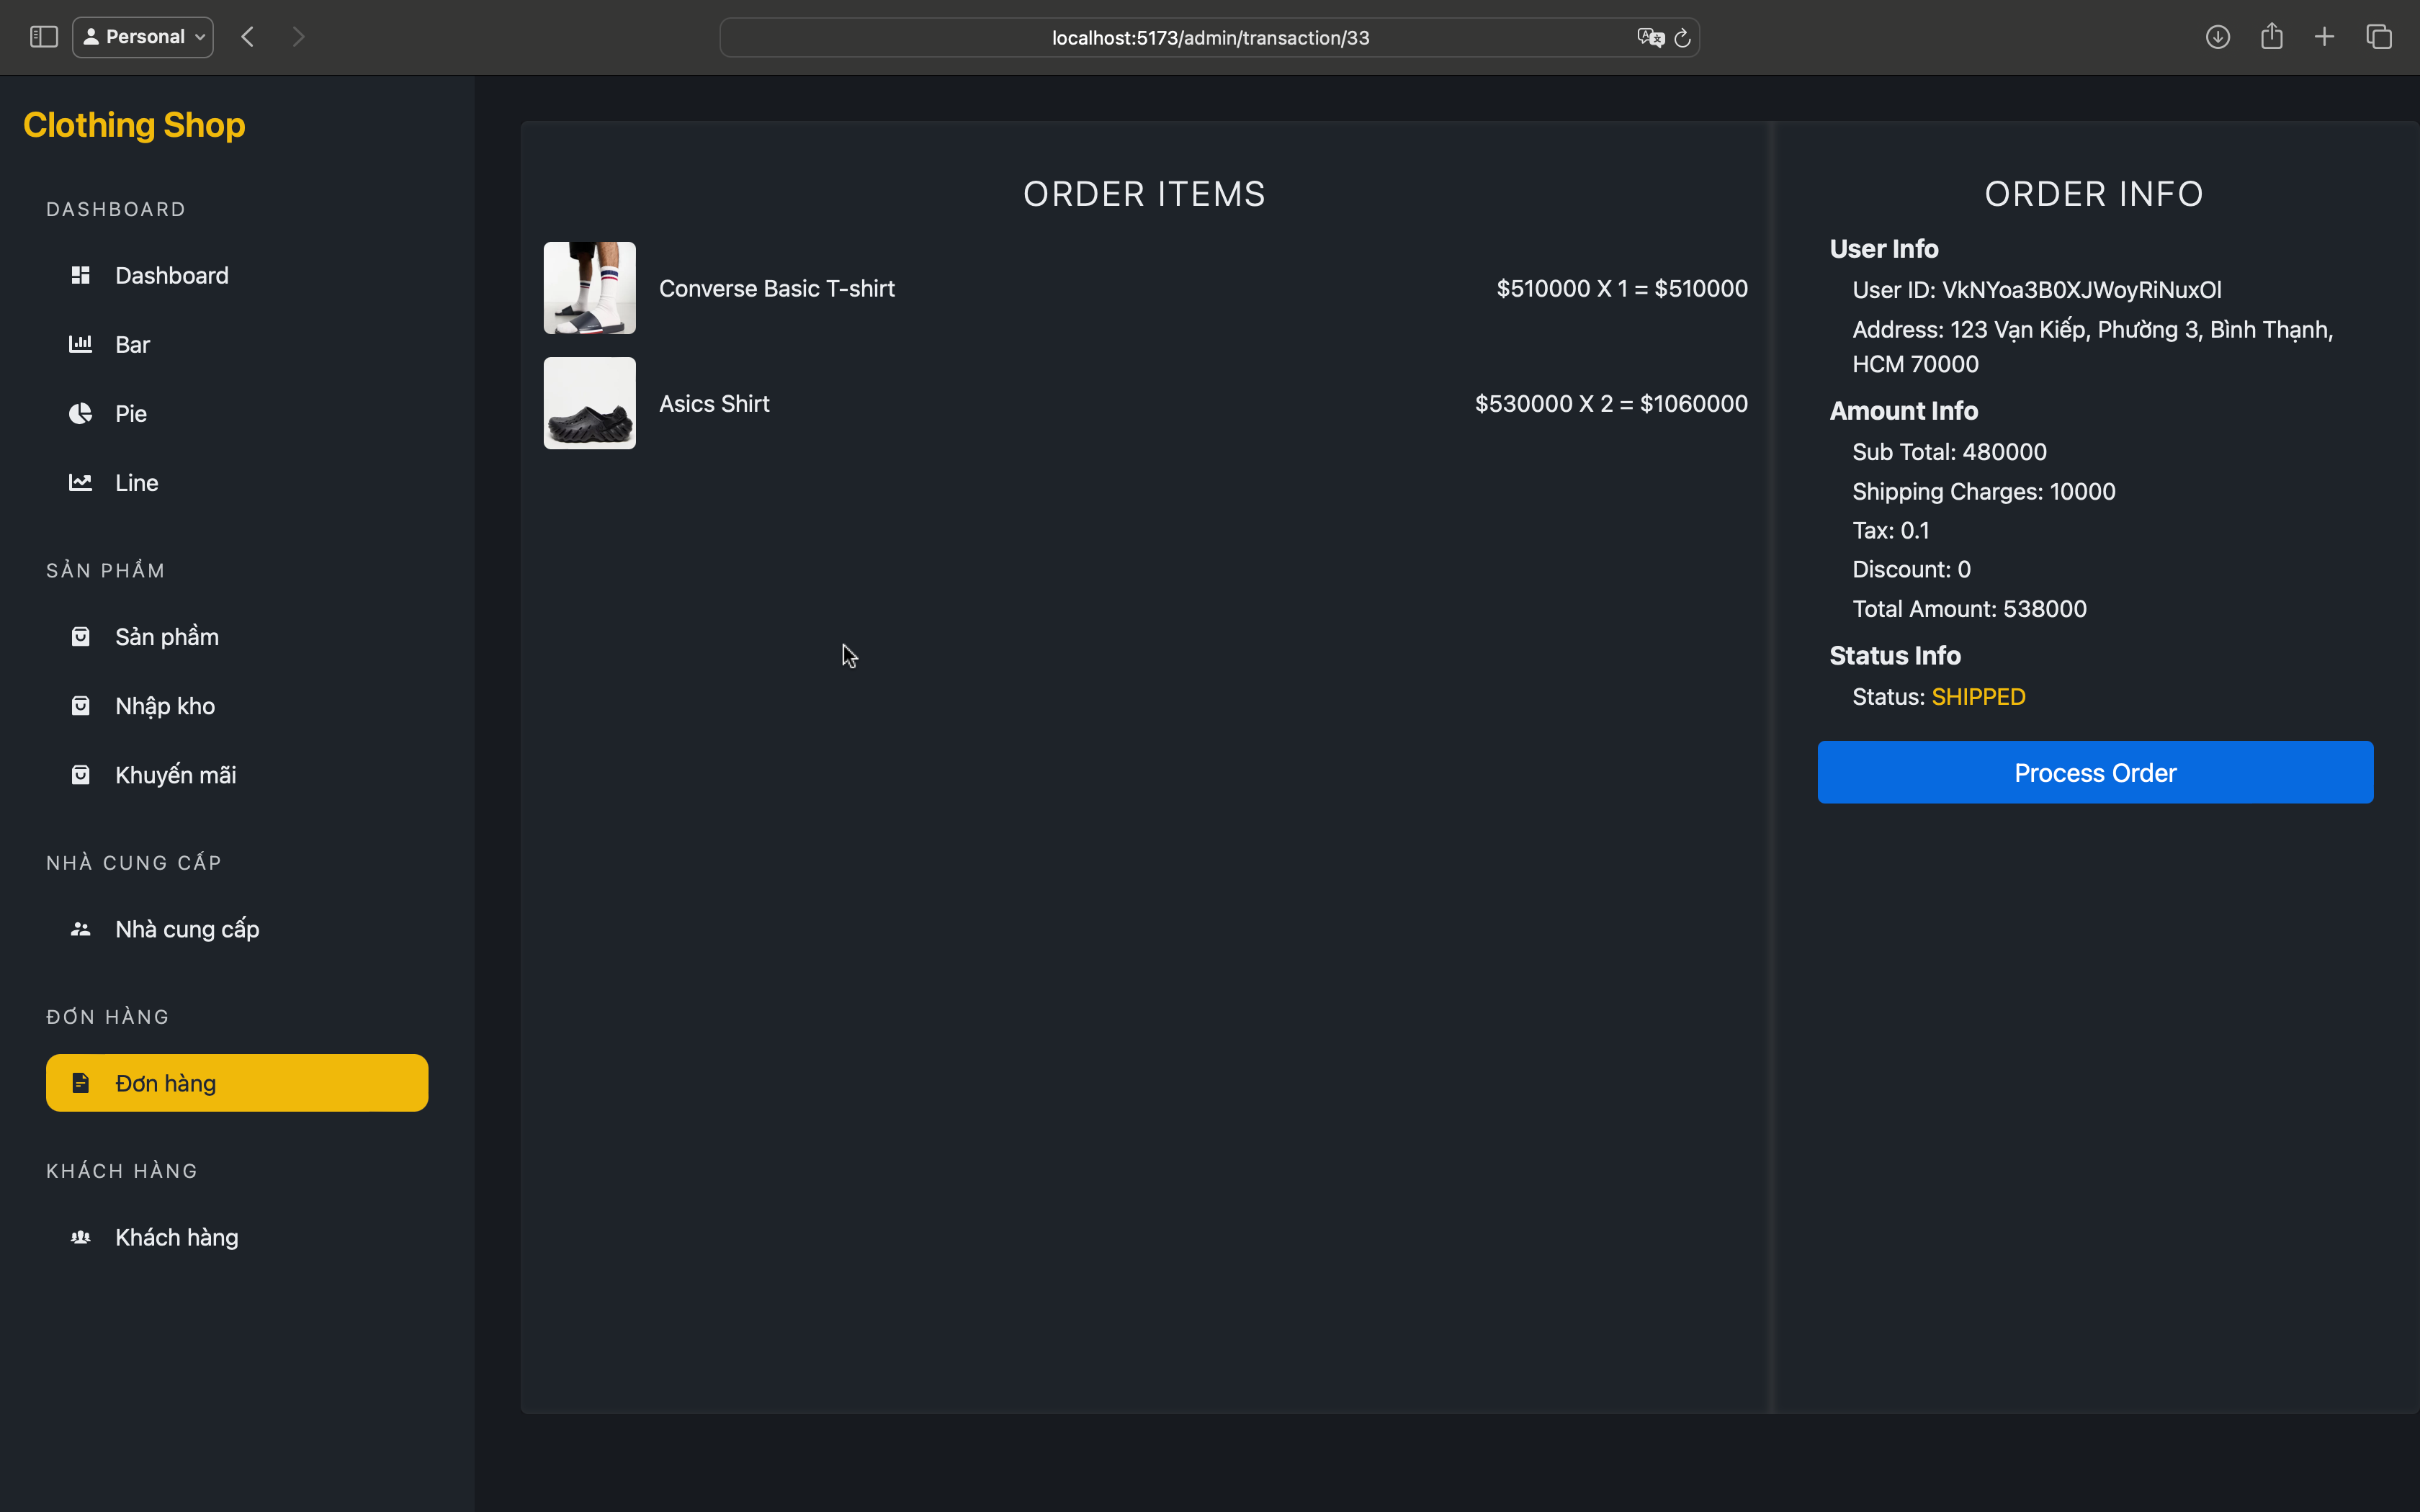 Personal
localhost:5173/admin/transaction/33
Clothing Shop
DASHBOARD
Dashboard
Bar
Pie
Line
SẢN PHẨM
Sản phẩm
Nhập kho
Khuyến mãi
NHÀ CUNG CẤP
Nhà cung cấp
ĐƠN HÀNG
Đơn hàng
KHÁCH HÀNG
Khách hàng
ORDER ITEMS
Converse Basic T-shirt
$510000 X 1 = $510000
Asics Shirt
$530000 X 2 = $1060000
ORDER INFO
User Info
User ID: VkNYoa3B0XJWoyRiNuxOl
Address: 123 Vạn Kiếp, Phường 3, Bình Thạnh,
HCM 70000
Amount Info
Sub Total: 480000
Shipping Charges: 10000
Tax: 0.1
Discount: 0
Total Amount: 538000
Status Info
Status: SHIPPED
Process Order